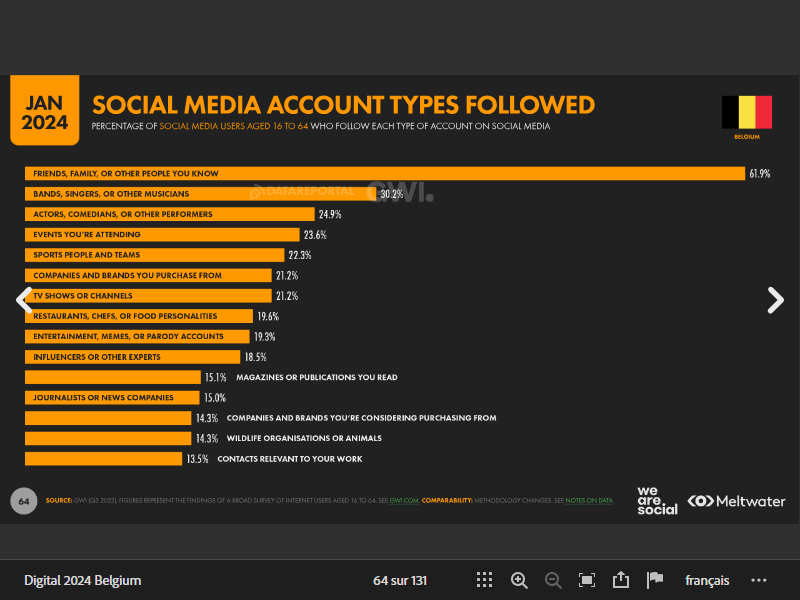 JAN
2024
SOCIAL MEDIA ACCOUNT TYPES FOLLOWED
PERCENTAGE OF SOCIAL MEDIA USERS AGED 16 TO 64 WHO FOLLOW EACH TYPE OF ACCOUNT ON SOCIAL MEDIA
BELGIUM
FRIENDS, FAMILY, OR OTHER PEOPLE YOU KNOW 61.9%
BANDS, SINGERS, OR OTHER MUSICIANS 30.2%
DATAREPORTAL GWI.
ACTORS, COMEDIANS, OR OTHER PERFORMERS 24.9%
EVENTS YOU'RE ATTENDING 23.6%
SPORTS PEOPLE AND TEAMS 22.3%
COMPANIES AND BRANDS YOU PURCHASE FROM 21.2%
TV SHOWS OR CHANNELS 21.2%
RESTAURANTS, CHEFS, OR FOOD PERSONALITIES 19.6%
ENTERTAINMENT, MEMES, OR PARODY ACCOUNTS 19.3%
INFLUENCERS OR OTHER EXPERTS 18.5%
15.1% MAGAZINES OR PUBLICATIONS YOU READ
JOURNALISTS OR NEWS COMPANIES 15.0%
14.3% COMPANIES AND BRANDS YOU'RE CONSIDERING PURCHASING FROM
14.3% WILDLIFE ORGANISATIONS OR ANIMALS
13.5% CONTACTS RELEVANT TO YOUR WORK
64 SOURCE: GWI (Q3 2023). FIGURES REPRESENT THE FINDINGS OF A BROAD SURVEY OF INTERNET USERS AGED 16 TO 64. SEE GWI.COM. COMPARABILITY: METHODOLOGY CHANGES. SEE NOTES ON DATA.
we
are
social
Meltwater
Digital 2024 Belgium 64 sur 131 français